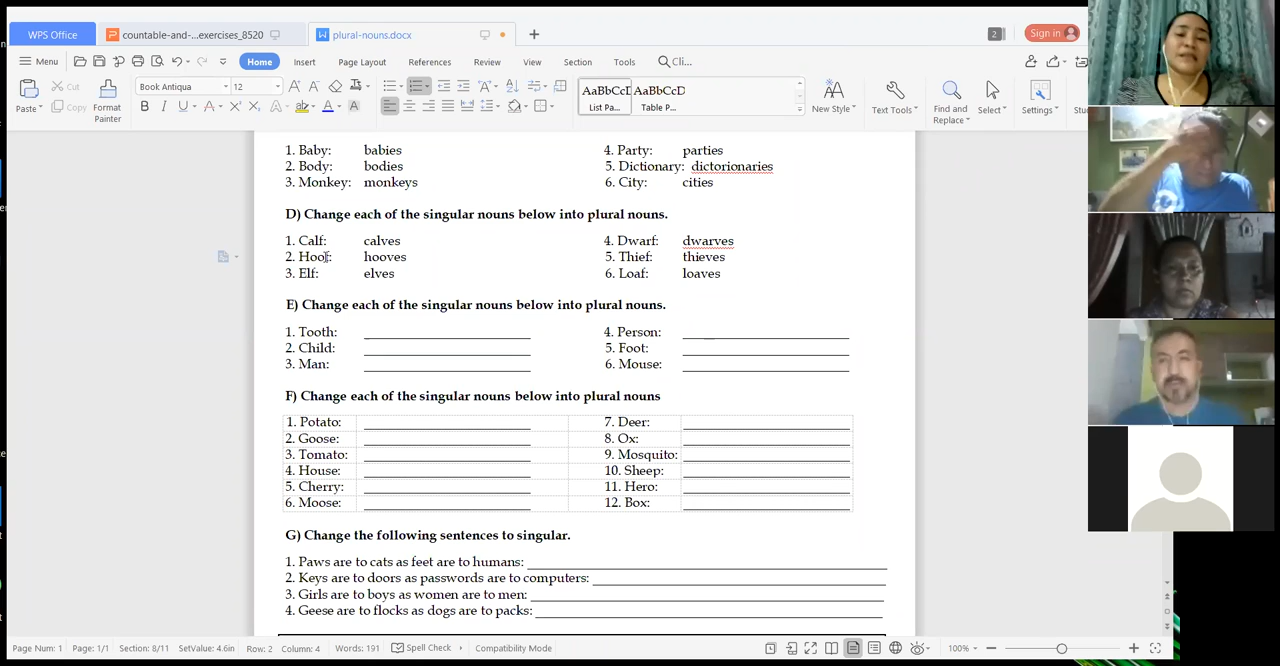 WPS Office
countable-and-...exercises_8520
plural-nouns.docx
2
Sign in
Menu
Home
Insert
Page Layout
References
Review
View
Section
Tools
Cli...
Paste
Cut
Copy
Format Painter
Book Antiqua
12
AaBbCcD
List Pa...
AaBbCcD
Table P...
New Style
Text Tools
Find and Replace
Select
Settings
1. Baby: babies 4. Party: parties
2. Body: bodies 5. Dictionary: dictorionaries
3. Monkey: monkeys 6. City: cities
D) Change each of the singular nouns below into plural nouns.
1. Calf: calves 4. Dwarf: dwarves
2. Hoof: hooves 5. Thief: thieves
3. Elf: elves 6. Loaf: loaves
E) Change each of the singular nouns below into plural nouns.
1. Tooth: 4. Person:
2. Child: 5. Foot:
3. Man: 6. Mouse:
F) Change each of the singular nouns below into plural nouns
1. Potato: 7. Deer:
2. Goose: 8. Ox:
3. Tomato: 9. Mosquito:
4. House: 10. Sheep:
5. Cherry: 11. Hero:
6. Moose: 12. Box:
G) Change the following sentences to singular.
1. Paws are to cats as feet are to humans:
2. Keys are to doors as passwords are to computers:
3. Girls are to boys as women are to men:
4. Geese are to flocks as dogs are to packs:
Page Num: 1 Page: 1/1 Section: 8/11 SetValue: 4.6in Row: 2 Column: 4 Words: 191 Spell Check Compatibility Mode 100%